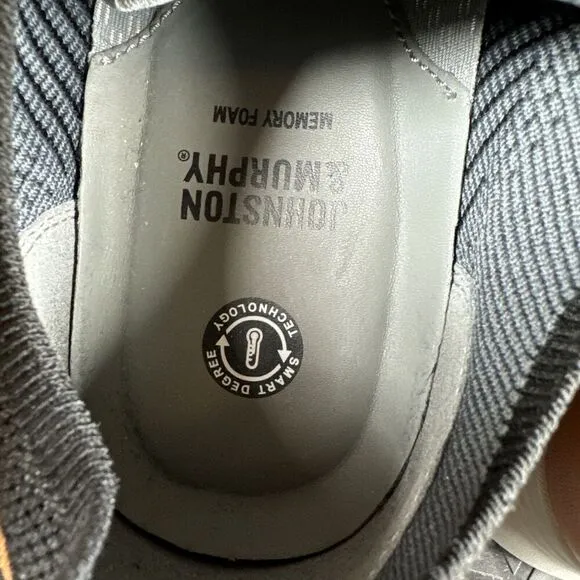 JOHNSTON
& MURPHY®
MEMORY FOAM
SMART DEGREE
TECHNOLOGY